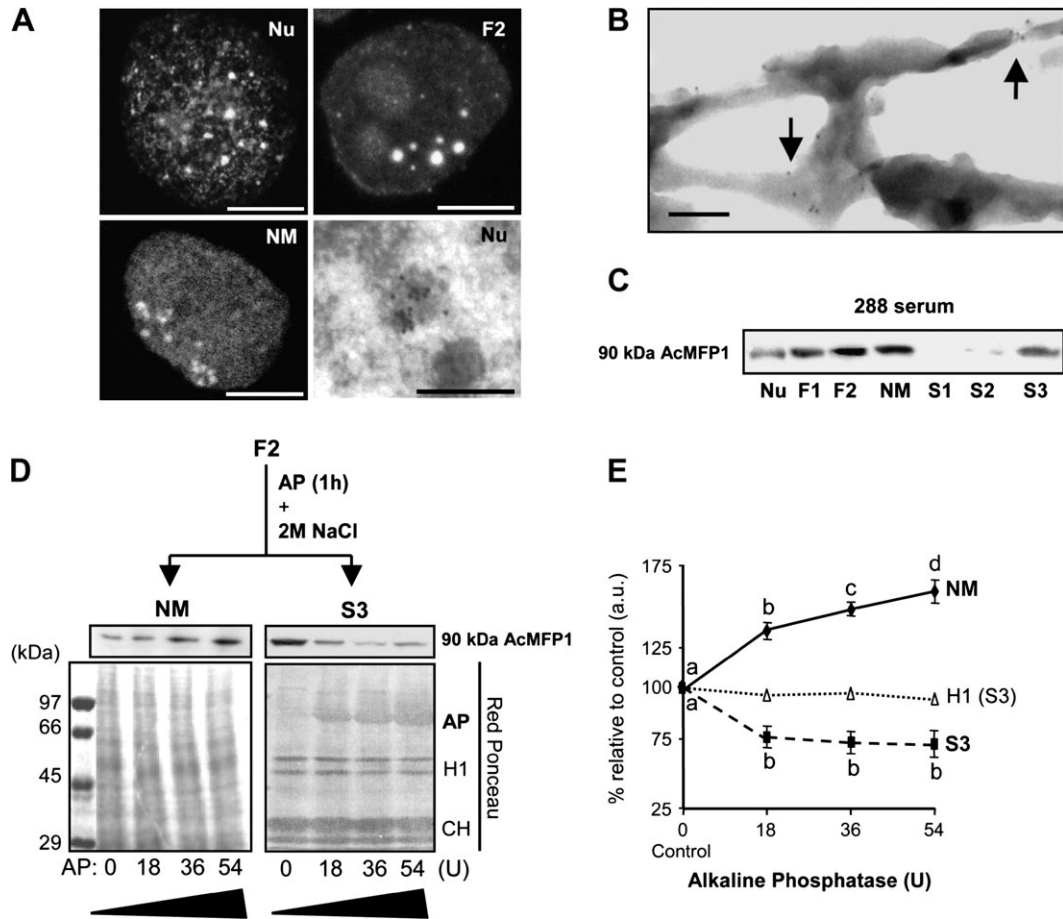 A
Nu
F2
NM
Nu
B
C
288 serum
90 kDa AcMFP1
Nu F1 F2 NM S1 S2 S3
D
F2
AP (1h)
+
2M NaCl
NM
S3
90 kDa AcMFP1
(kDa)
97
66
45
29
AP
H1
CH
Red Ponceau
AP: 0 18 36 54 0 18 36 54 (U)
E
% relative to control (a.u.)
175
125
100
75
25
a
a
b
c
d
NM
H1 (S3)
S3
b
b
b
0
18
36
54
Control
Alkaline Phosphatase (U)